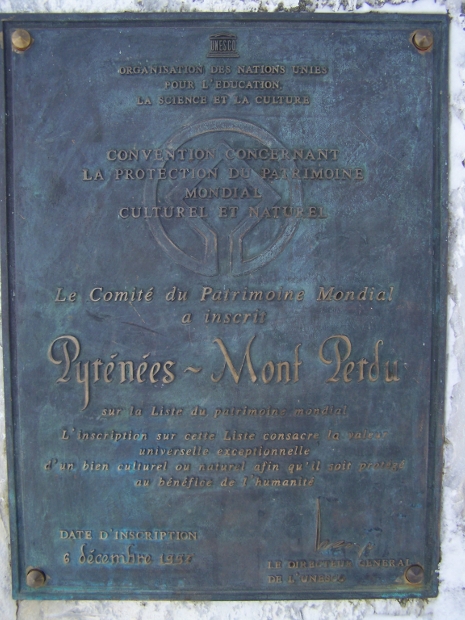 UNESCO
ORGANISATION DES NATIONS UNIES
POUR L'EDUCATION,
LA SCIENCE ET LA CULTURE
CONVENTION CONCERNANT
LA PROTECTION DU PATRIMOINE
MONDIAL
CULTUREL ET NATUREL
Le Comité du Patrimoine Mondial
a inscrit
Pyrénées ~ Mont Perdu
sur la Liste du patrimoine mondial
L'inscription sur cette Liste consacre la valeur
universelle exceptionnelle
d'un bien culturel ou naturel afin qu'il soit protégé
au bénéfice de l'humanité
DATE D'INSCRIPTION
6 décembre 1997
LE DIRECTEUR GENERAL
DE L'UNESCO